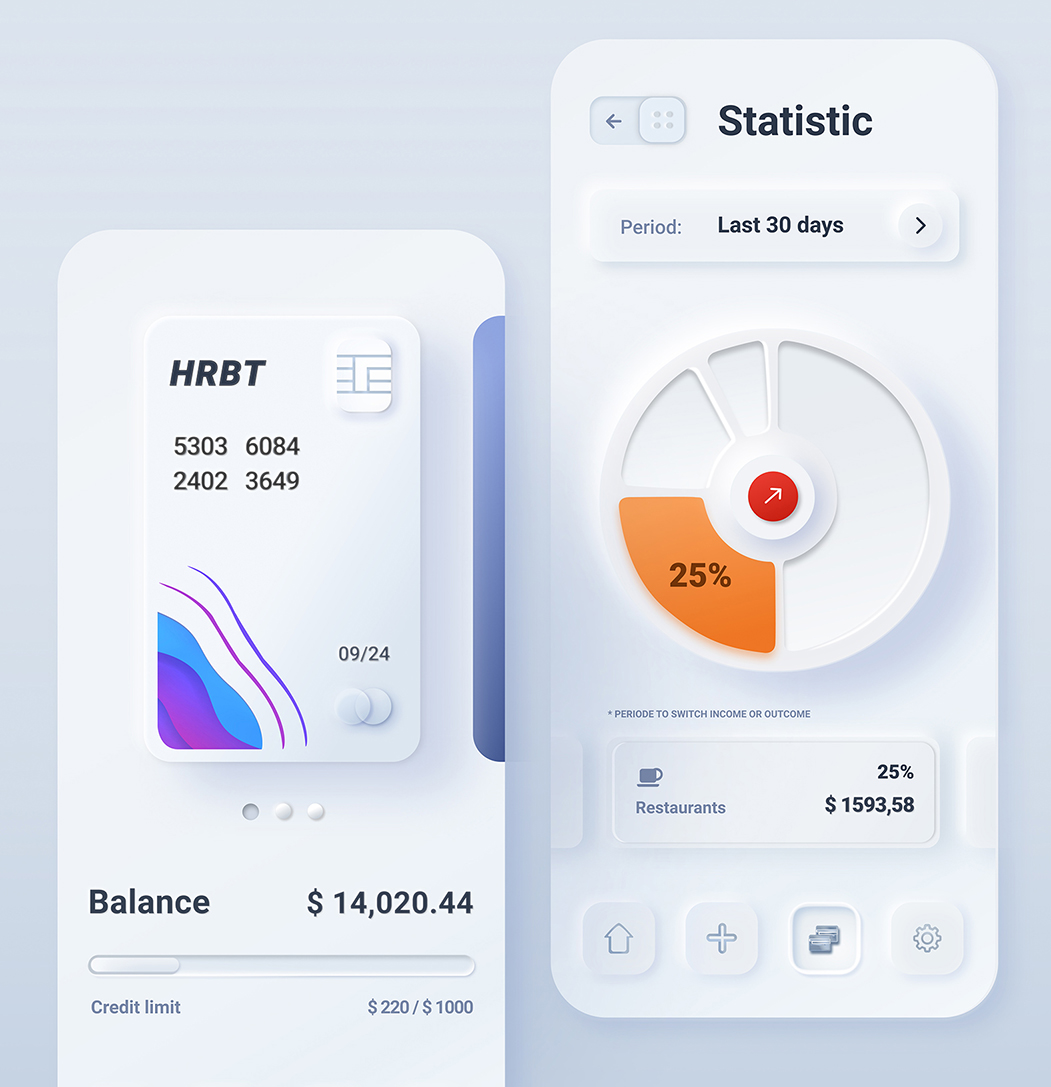 HRBT
5303 6084
2402 3649
09/24
Balance $ 14,020.44
Credit limit $ 220 / $ 1000
Statistic
Period: Last 30 days
25%
* PERIODE TO SWITCH INCOME OR OUTCOME
25%
Restaurants $ 1593,58